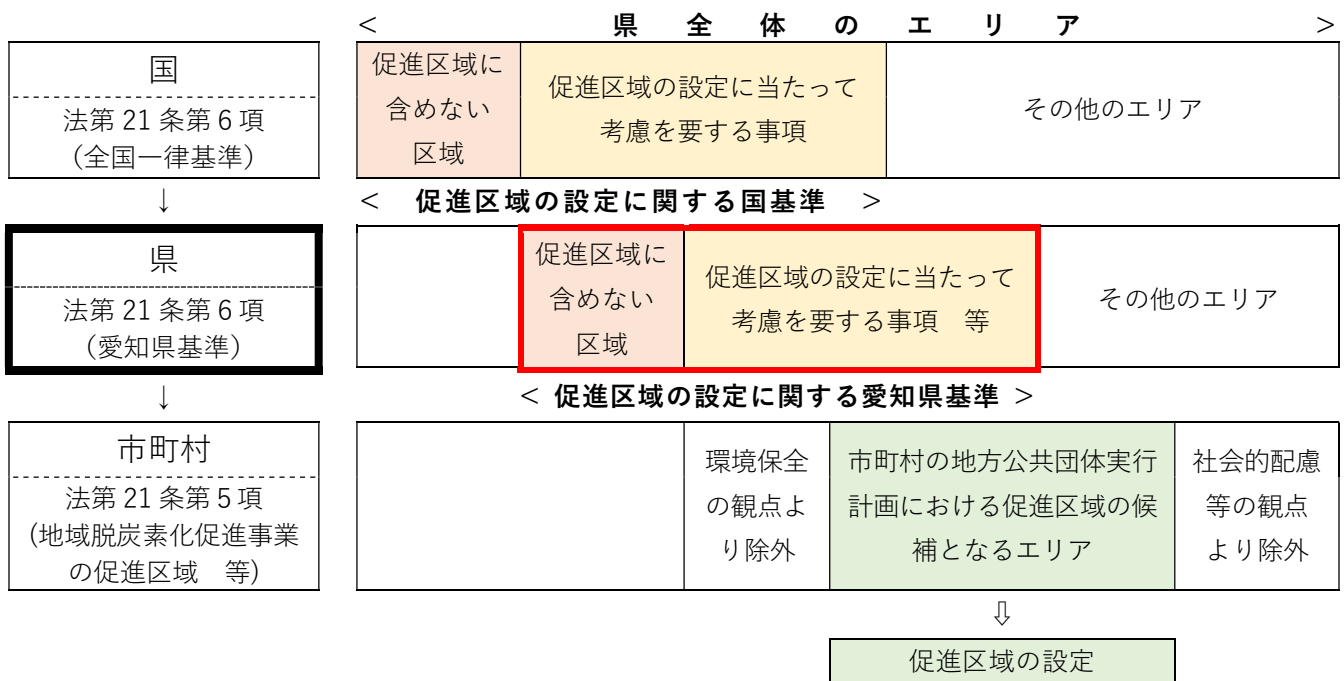 < 県 全 体 の エ リ ア >
国
法第 21 条第 6 項
(全国一律基準)
促進区域に
含めない
区域
促進区域の設定に当たって
考慮を要する事項
その他のエリア
↓
< 促進区域の設定に関する国基準 >
県
法第 21 条第 6 項
(愛知県基準)
促進区域に
含めない
区域
促進区域の設定に当たって
考慮を要する事項 等
その他のエリア
↓
< 促進区域の設定に関する愛知県基準 >
市町村
法第 21 条第 5 項
(地域脱炭素化促進事業
の促進区域 等)
環境保全
の観点よ
り除外
市町村の地方公共団体実行
計画における促進区域の候
補となるエリア
社会的配慮
等の観点
より除外
⇩
促進区域の設定